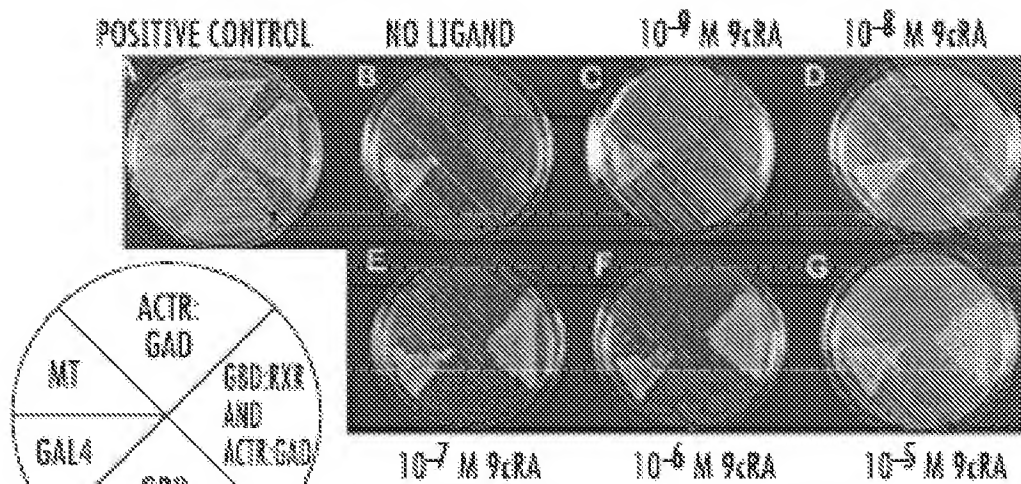 POSITIVE CONTROL NO LIGAND 10⁻⁹ M 9cRA 10⁻⁸ M 9cRA
A B C D
E F G
ACTR:
GAD
MT
GBD:RXR
AND
ACTR:GAD
GAL4
GBD
10⁻⁷ M 9cRA 10⁻⁶ M 9cRA 10⁻⁵ M 9cRA